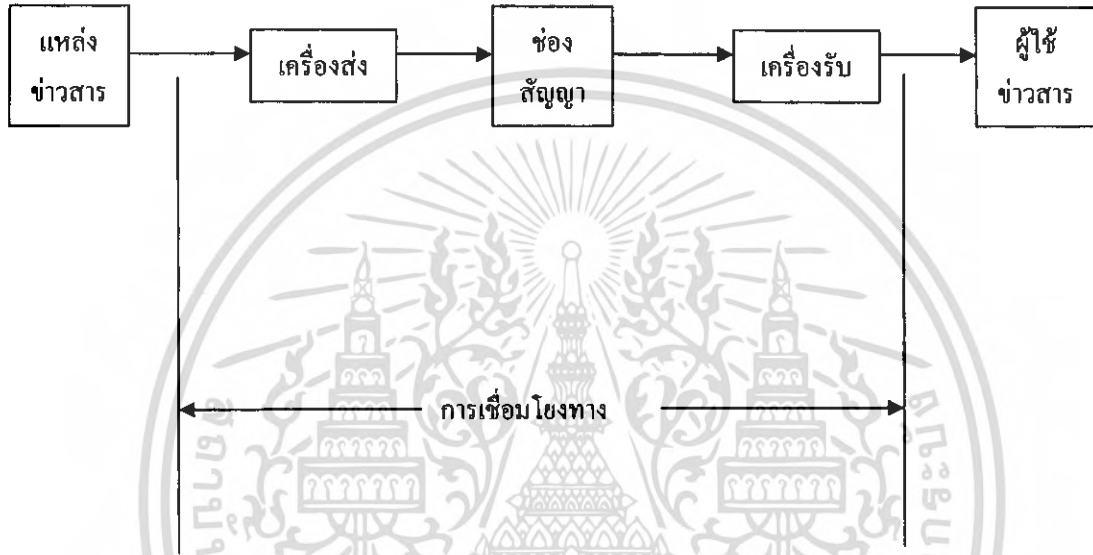 แหล่ง
ข่าวสาร
เครื่องส่ง
ช่อง
สัญญา
เครื่องรับ
ผู้ใช้
ข่าวสาร
การเชื่อมโยงทาง